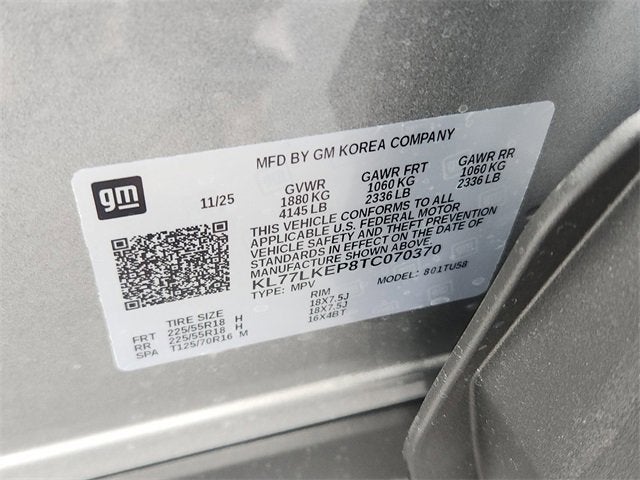 MFD BY GM KOREA COMPANY
gm
11/25 GVWR GAWR FRT GAWR RR
1880 KG 1060 KG 1060 KG
4145 LB 2336 LB 2336 LB
THIS VEHICLE CONFORMS TO ALL
APPLICABLE U.S. FEDERAL MOTOR
VEHICLE SAFETY AND THEFT PREVENTION
STANDARDS IN EFFECT ON THE DATE OF
MANUFACTURE SHOWN ABOVE.
KL77LKEP8TC070370
TYPE: MPV MODEL: 801TU58
TIRE SIZE RIM
FRT 225/55R18 H 18X7.5J
RR 225/55R18 H 18X7.5J
SPA T125/70R16 M 16X4BT